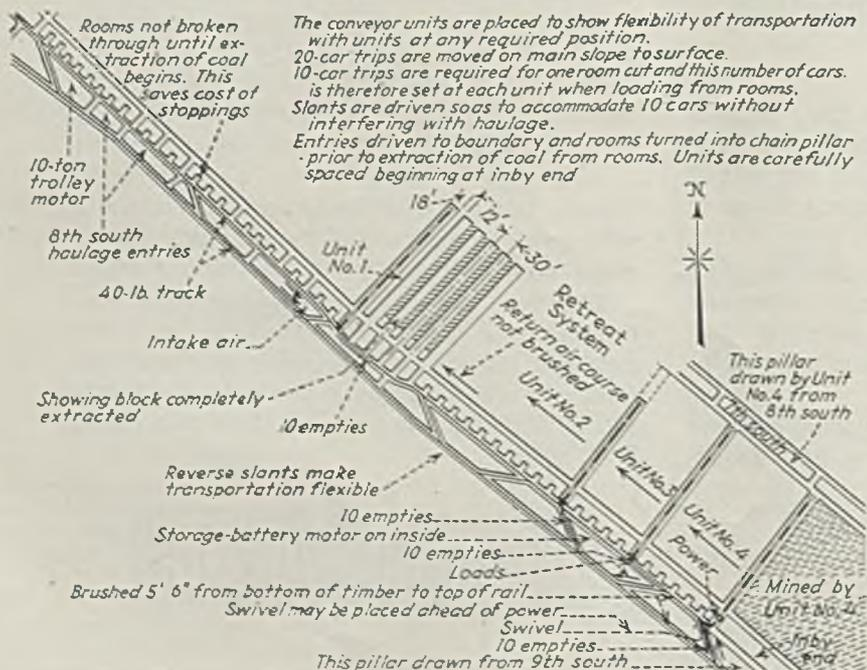 Rooms not broken
through until ex-
traction of coal
begins. This
saves cost of
stoppings
The conveyor units are placed to show flexibility of transportation
with units at any required position.
20-car trips are moved on main slope to surface.
10-car trips are required for one room cut and this number of cars.
is therefore set at each unit when loading from rooms.
Slants are driven so as to accommodate 10 cars without
interfering with haulage.
Entries driven to boundary and rooms turned into chain pillar
prior to extraction of coal from rooms. Units are carefully
spaced beginning at inby end
N
10-ton
trolley
motor
8th south
haulage entries
40-lb. track
Intake air
18'
12'
30'
Unit
No.1
Retreat
System
Return air course
not brushed
Unit No.2
This pillar
drawn by Unit
No. 4 from
8th south
7th south
Showing block completely
extracted
10 empties
Reverse slants make
transportation flexible
Unit No.3
Unit No.4
Power
10 empties
Storage-battery motor on inside
10 empties
Loads
Brushed 5' 6" from bottom of timber to top of rail
Mined by
Unit No.4
Swivel may be placed ahead of power
Swivel
10 empties
Inby
end
This pillar drawn from 9th south